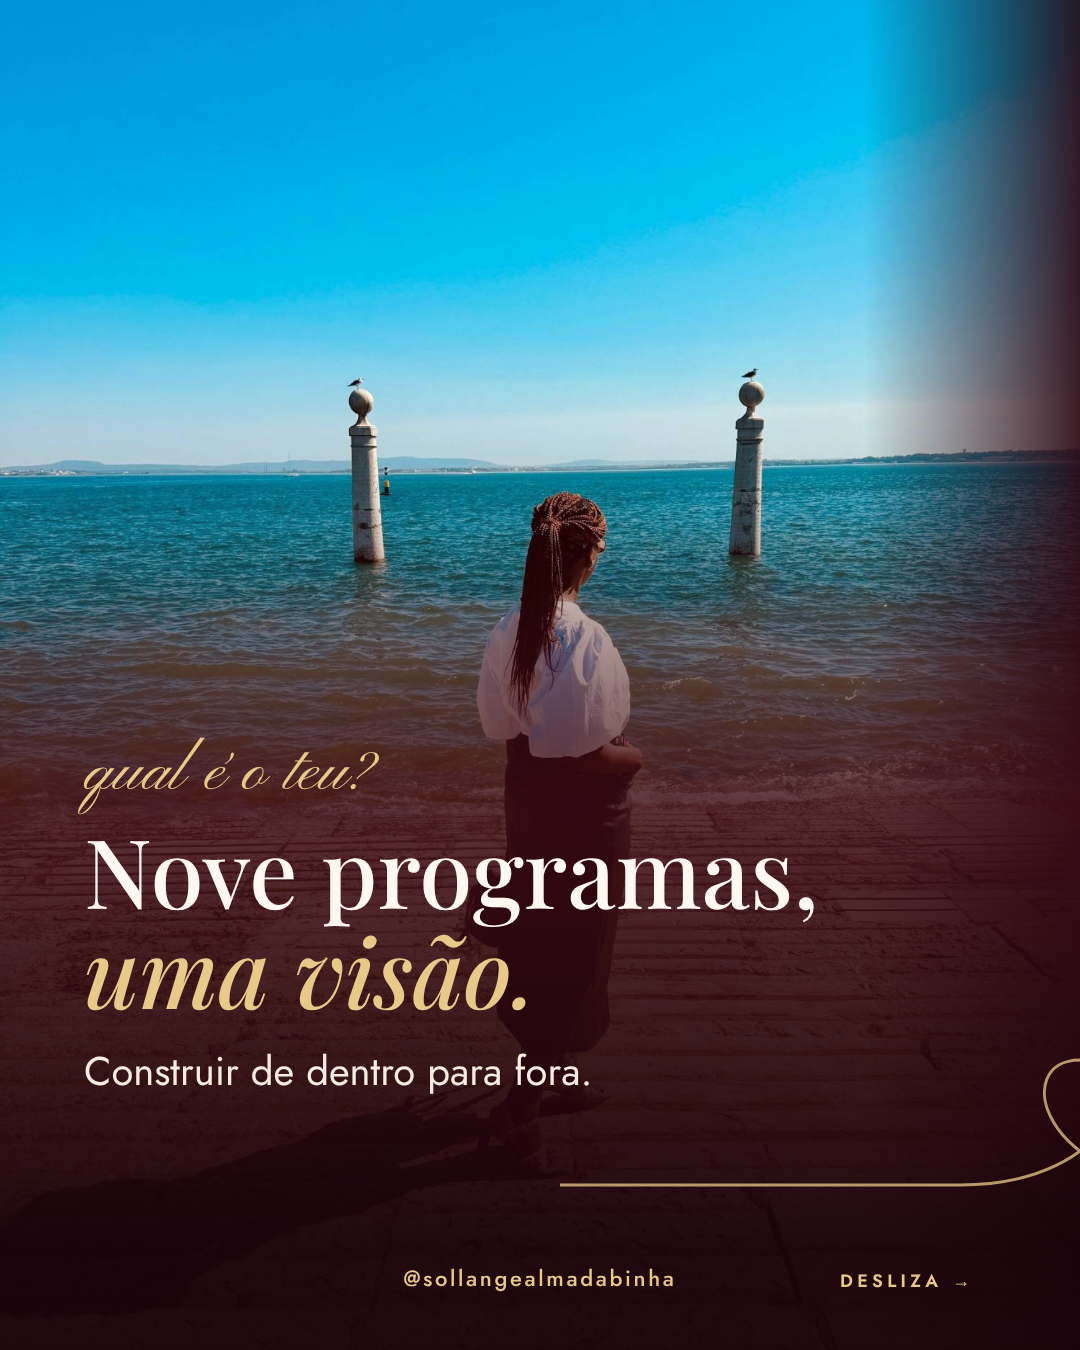 qual é o teu?
Nove programas,
uma visão.
Construir de dentro para fora.
@sollangealmadabinha
DESLIZA →